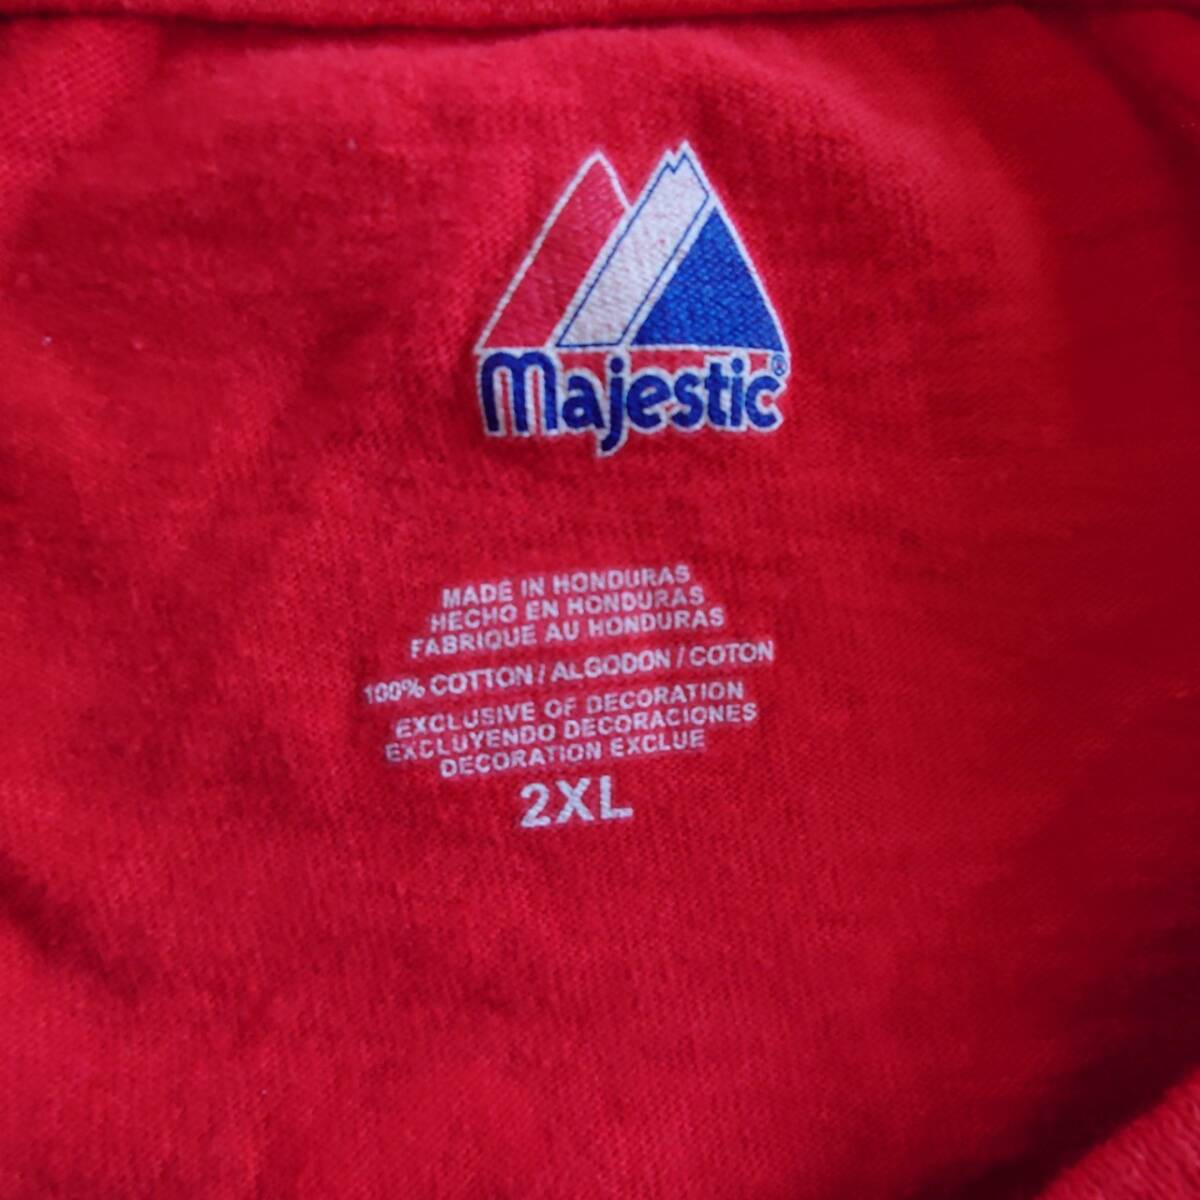 Majestic®
MADE IN HONDURAS
HECHO EN HONDURAS
FABRIQUE AU HONDURAS
100% COTTON / ALGODON / COTON
EXCLUSIVE OF DECORATION
EXCLUYENDO DECORACIONES
DECORATION EXCLUE
2XL